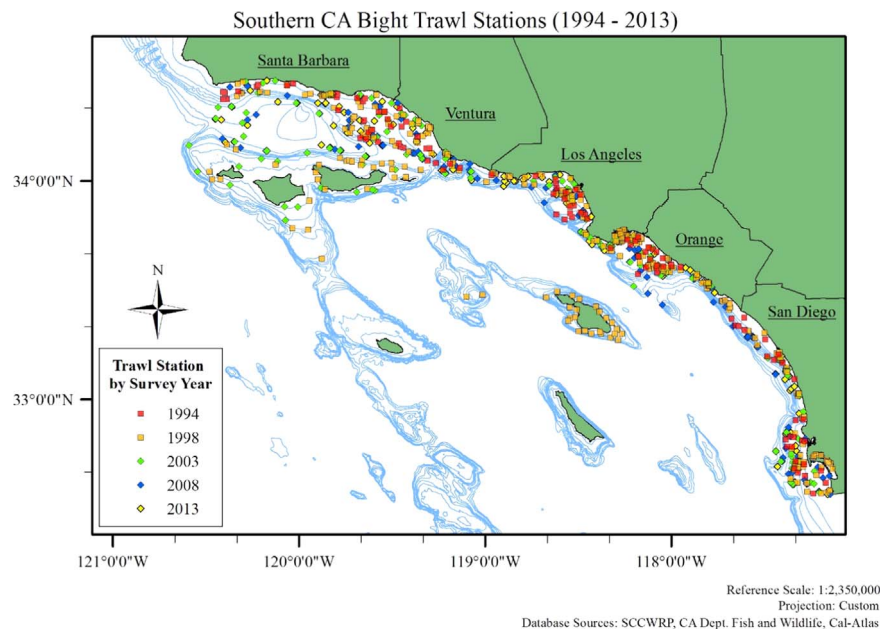 Southern CA Bight Trawl Stations (1994 - 2013)
Santa Barbara
Ventura
Los Angeles
34°0'0"N
Orange
N
San Diego
Trawl Station
by Survey Year
33°0'0"N
1994
1998
2003
2008
2013
121°0'0"W 120°0'0"W 119°0'0"W 118°0'0"W
Reference Scale: 1:2,350,000
Projection: Custom
Database Sources: SCCWRP, CA Dept. Fish and Wildlife, Cal-Atlas